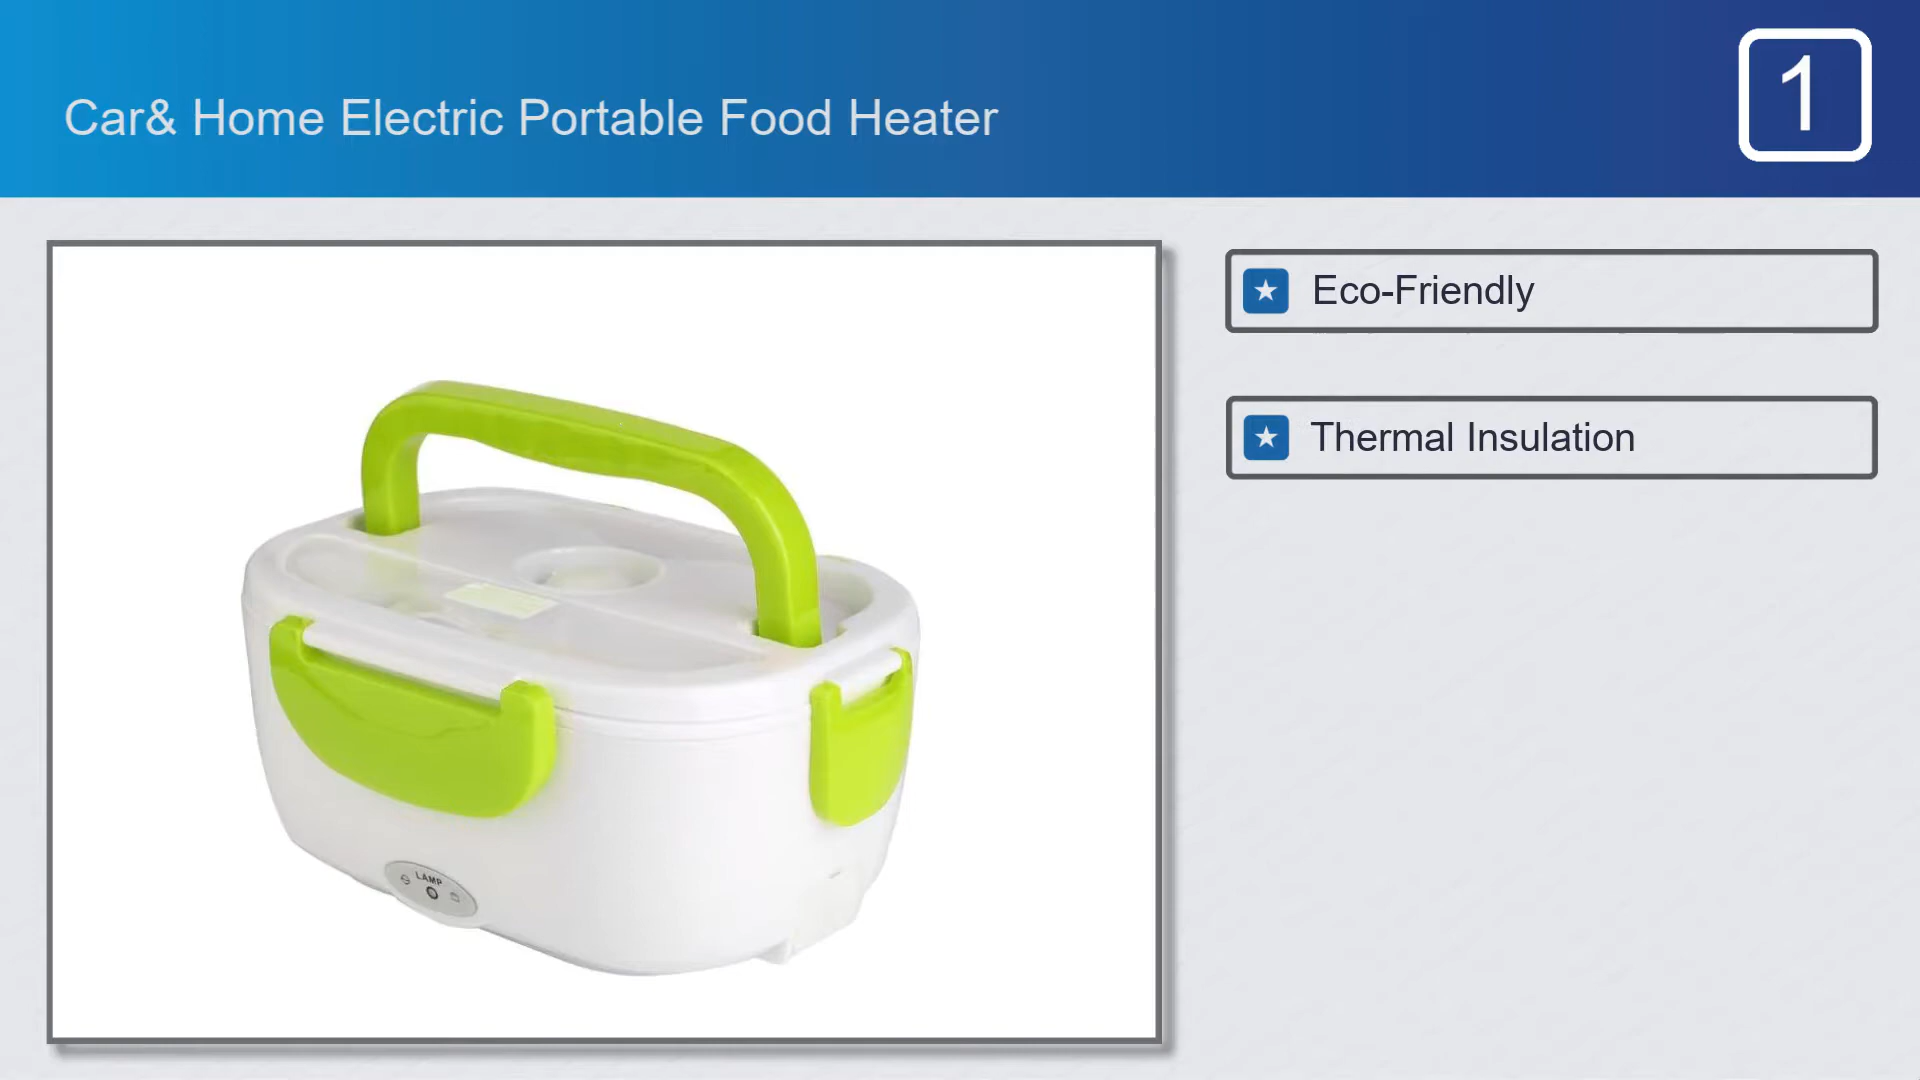 Car& Home Electric Portable Food Heater
1
Eco-Friendly
Thermal Insulation
LAMP